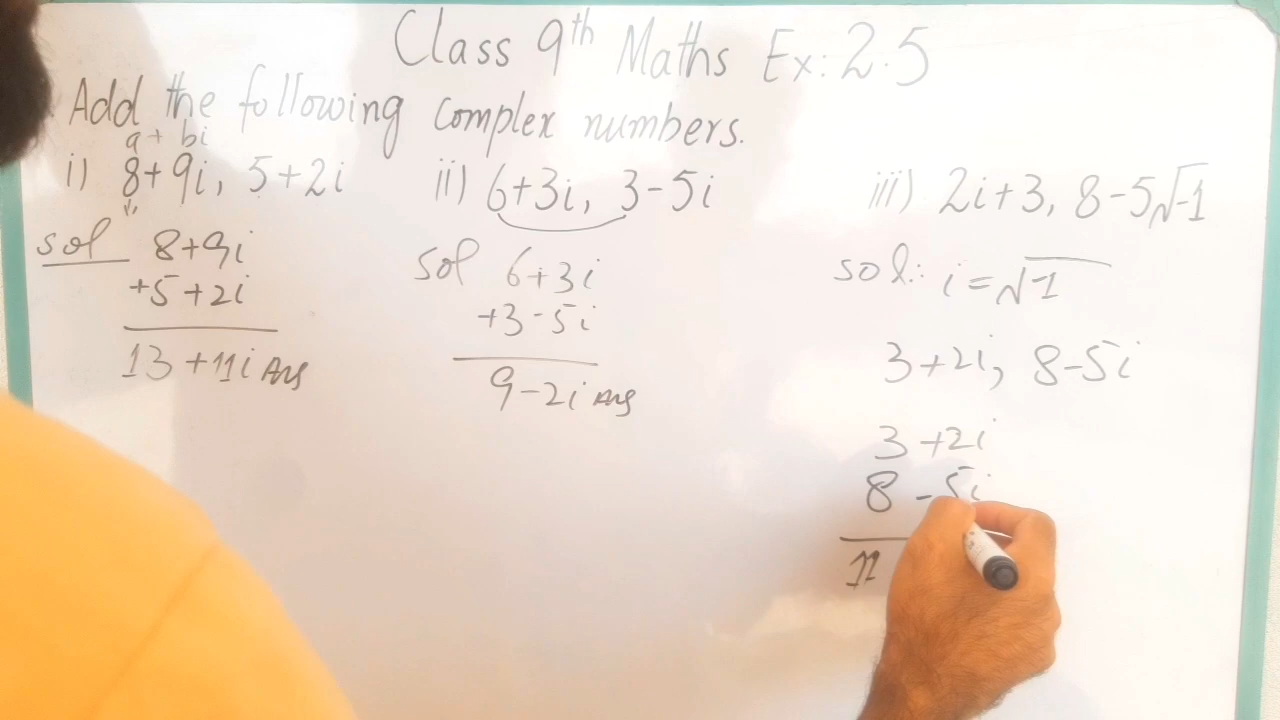 Class 9th Maths Ex: 2.5
Add the following complex numbers.
a + bi
i) 8+9i, 5+2i
ii) 6+3i, 3-5i
iii) 2i+3, 8-5√-1
sol 8+9i
+5+2i
13+11i Ans
sol 6+3i
+3-5i
9-2i Ans
sol: i=√-1
3+2i, 8-5i
3+2i
8-5i
11